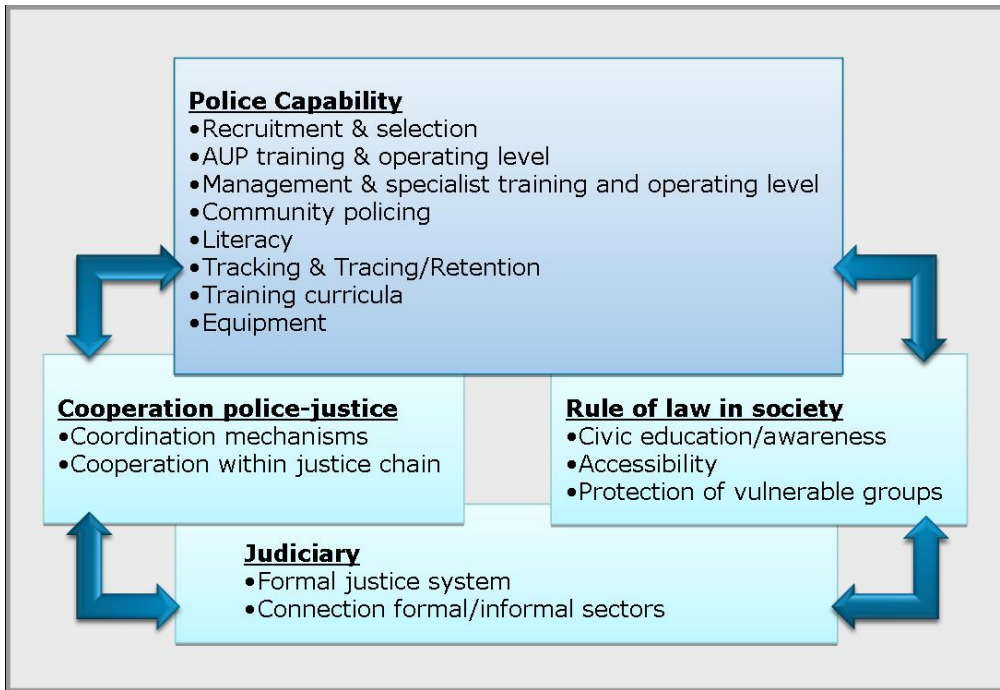 Police Capability
•Recruitment & selection
•AUP training & operating level
•Management & specialist training and operating level
•Community policing
•Literacy
•Tracking & Tracing/Retention
•Training curricula
•Equipment
Cooperation police-justice
•Coordination mechanisms
•Cooperation within justice chain
Rule of law in society
•Civic education/awareness
•Accessibility
•Protection of vulnerable groups
Judiciary
•Formal justice system
•Connection formal/informal sectors